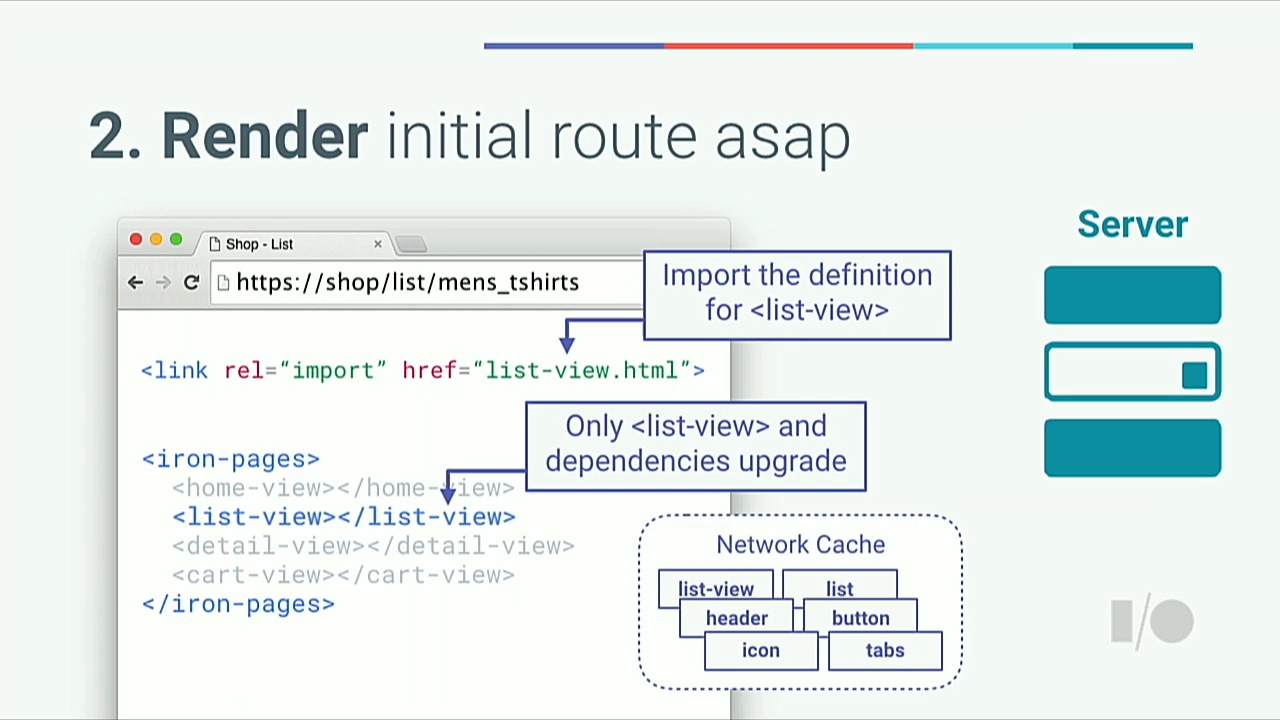 2. Render initial route asap
Server
Shop - List
https://shop/list/mens_tshirts
Import the definition
for <list-view>
<link rel=“import” href=“list-view.html”>
Only <list-view> and
dependencies upgrade
<iron-pages>
<home-view></home-view>
<list-view></list-view>
<detail-view></detail-view>
<cart-view></cart-view>
</iron-pages>
Network Cache
list-view list
header button
icon tabs
I/O